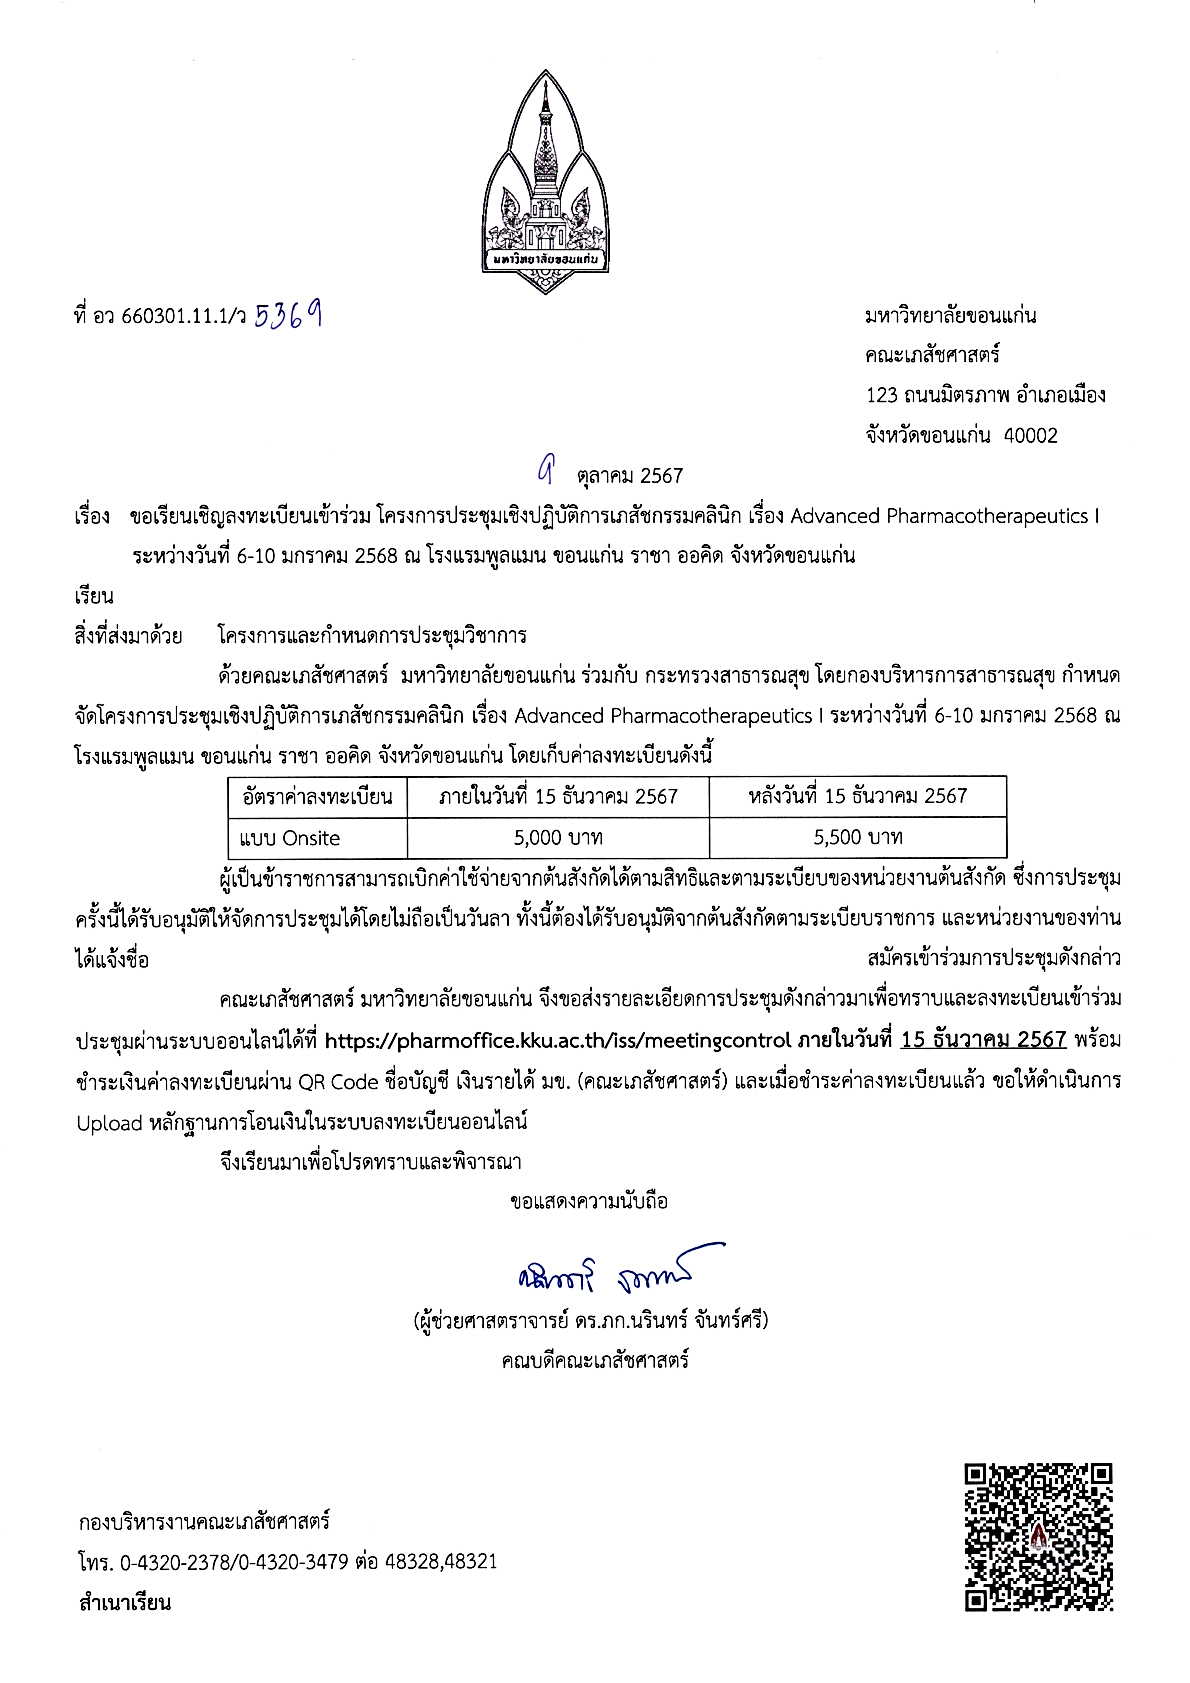 มหาวิทยาลัยขอนแก่น
ที่ อว 660301.11.1/ว 5369
มหาวิทยาลัยขอนแก่น
คณะเภสัชศาสตร์
123 ถนนมิตรภาพ อำเภอเมือง
จังหวัดขอนแก่น 40002
9 ตุลาคม 2567
เรื่อง ขอเรียนเชิญลงทะเบียนเข้าร่วม โครงการประชุมเชิงปฏิบัติการเภสัชกรรมคลินิก เรื่อง Advanced Pharmacotherapeutics I
ระหว่างวันที่ 6-10 มกราคม 2568 ณ โรงแรมพูลแมน ขอนแก่น ราชา ออคิด จังหวัดขอนแก่น
เรียน
สิ่งที่ส่งมาด้วย โครงการและกำหนดการประชุมวิชาการ
ด้วยคณะเภสัชศาสตร์ มหาวิทยาลัยขอนแก่น ร่วมกับ กระทรวงสาธารณสุข โดยกองบริหารการสาธารณสุข กำหนด
จัดโครงการประชุมเชิงปฏิบัติการเภสัชกรรมคลินิก เรื่อง Advanced Pharmacotherapeutics I ระหว่างวันที่ 6-10 มกราคม 2568 ณ
โรงแรมพูลแมน ขอนแก่น ราชา ออคิด จังหวัดขอนแก่น โดยเก็บค่าลงทะเบียนดังนี้
อัตราค่าลงทะเบียน ภายในวันที่ 15 ธันวาคม 2567 หลังวันที่ 15 ธันวาคม 2567
แบบ Onsite 5,000 บาท 5,500 บาท
ผู้เป็นข้าราชการสามารถเบิกค่าใช้จ่ายจากต้นสังกัดได้ตามสิทธิและตามระเบียบของหน่วยงานต้นสังกัด ซึ่งการประชุม
ครั้งนี้ได้รับอนุมัติให้จัดการประชุมได้โดยไม่ถือเป็นวันลา ทั้งนี้ต้องได้รับอนุมัติจากต้นสังกัดตามระเบียบราชการ และหน่วยงานของท่าน
ได้แจ้งชื่อ สมัครเข้าร่วมการประชุมดังกล่าว
คณะเภสัชศาสตร์ มหาวิทยาลัยขอนแก่น จึงขอส่งรายละเอียดการประชุมดังกล่าวมาเพื่อทราบและลงทะเบียนเข้าร่วม
ประชุมผ่านระบบออนไลน์ได้ที่ https://pharmoffice.kku.ac.th/iss/meetingcontrol ภายในวันที่ 15 ธันวาคม 2567 พร้อม
ชำระเงินค่าลงทะเบียนผ่าน QR Code ชื่อบัญชี เงินรายได้ มข. (คณะเภสัชศาสตร์) และเมื่อชำระค่าลงทะเบียนแล้ว ขอให้ดำเนินการ
Upload หลักฐานการโอนเงินในระบบลงทะเบียนออนไลน์
จึงเรียนมาเพื่อโปรดทราบและพิจารณา
ขอแสดงความนับถือ
(ผู้ช่วยศาสตราจารย์ ดร.ภก.นรินทร์ จันทร์ศรี)
คณบดีคณะเภสัชศาสตร์
กองบริหารงานคณะเภสัชศาสตร์
โทร. 0-4320-2378/0-4320-3479 ต่อ 48328,48321
สำเนาเรียน